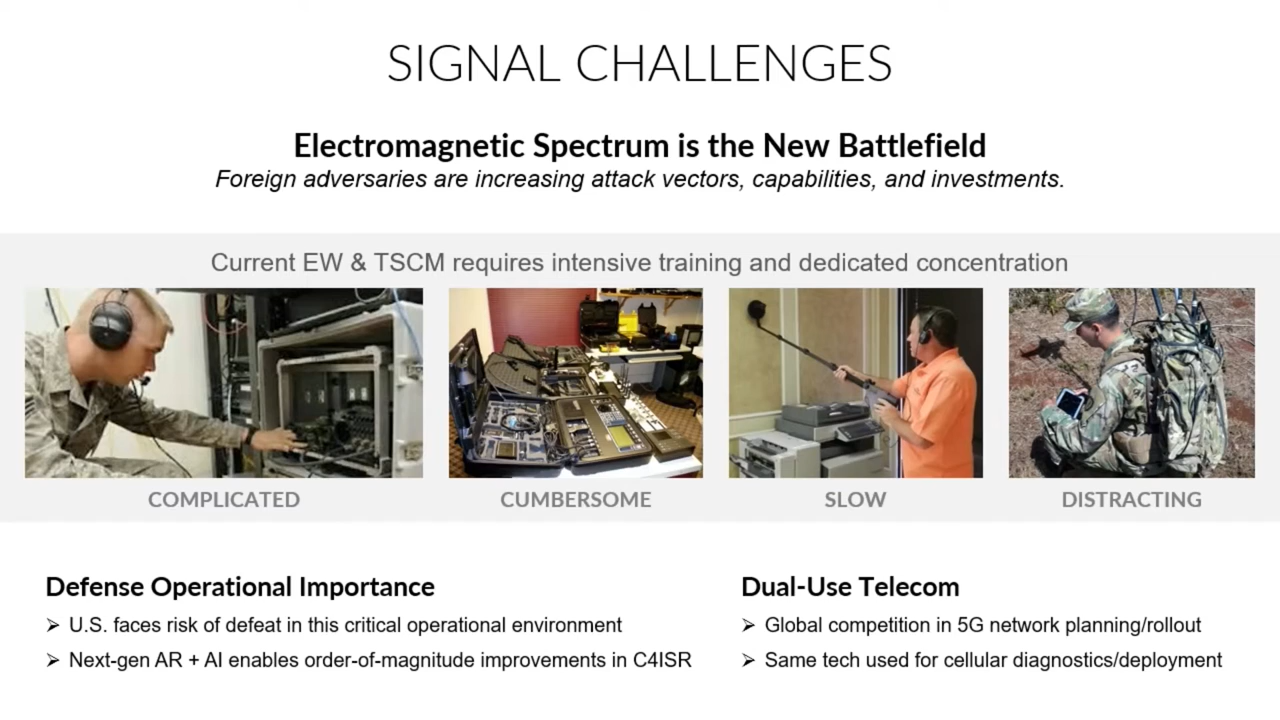 SIGNAL CHALLENGES
Electromagnetic Spectrum is the New Battlefield
Foreign adversaries are increasing attack vectors, capabilities, and investments.
Current EW & TSCM requires intensive training and dedicated concentration
COMPLICATED
CUMBERSOME
SLOW
DISTRACTING
Defense Operational Importance
➢ U.S. faces risk of defeat in this critical operational environment
➢ Next-gen AR + AI enables order-of-magnitude improvements in C4ISR
Dual-Use Telecom
➢ Global competition in 5G network planning/rollout
➢ Same tech used for cellular diagnostics/deployment